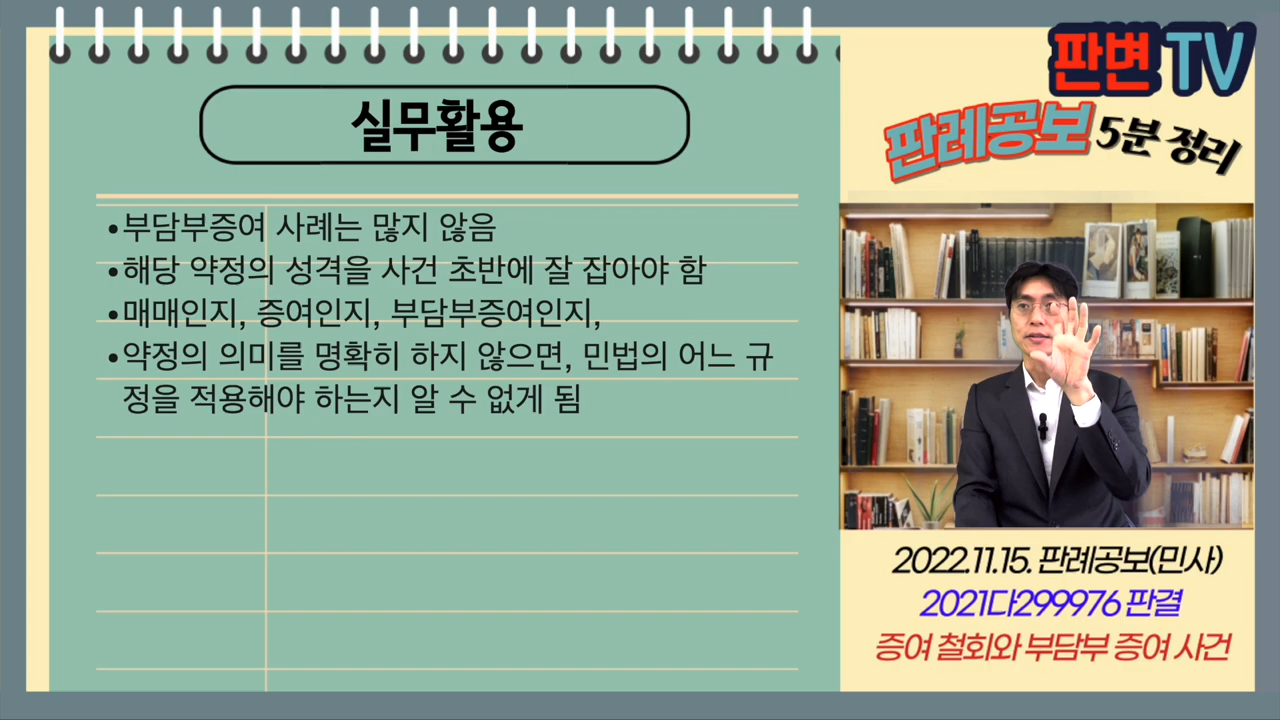 실무활용
•부담부증여 사례는 많지 않음
•해당 약정의 성격을 사건 초반에 잘 잡아야 함
•매매인지, 증여인지, 부담부증여인지,
•약정의 의미를 명확히 하지 않으면, 민법의 어느 규
정을 적용해야 하는지 알 수 없게 됨
판변 TV
판례공보 5분 정리
2022.11.15. 판례공보(민사)
2021다299976 판결
증여 철회와 부담부 증여 사건